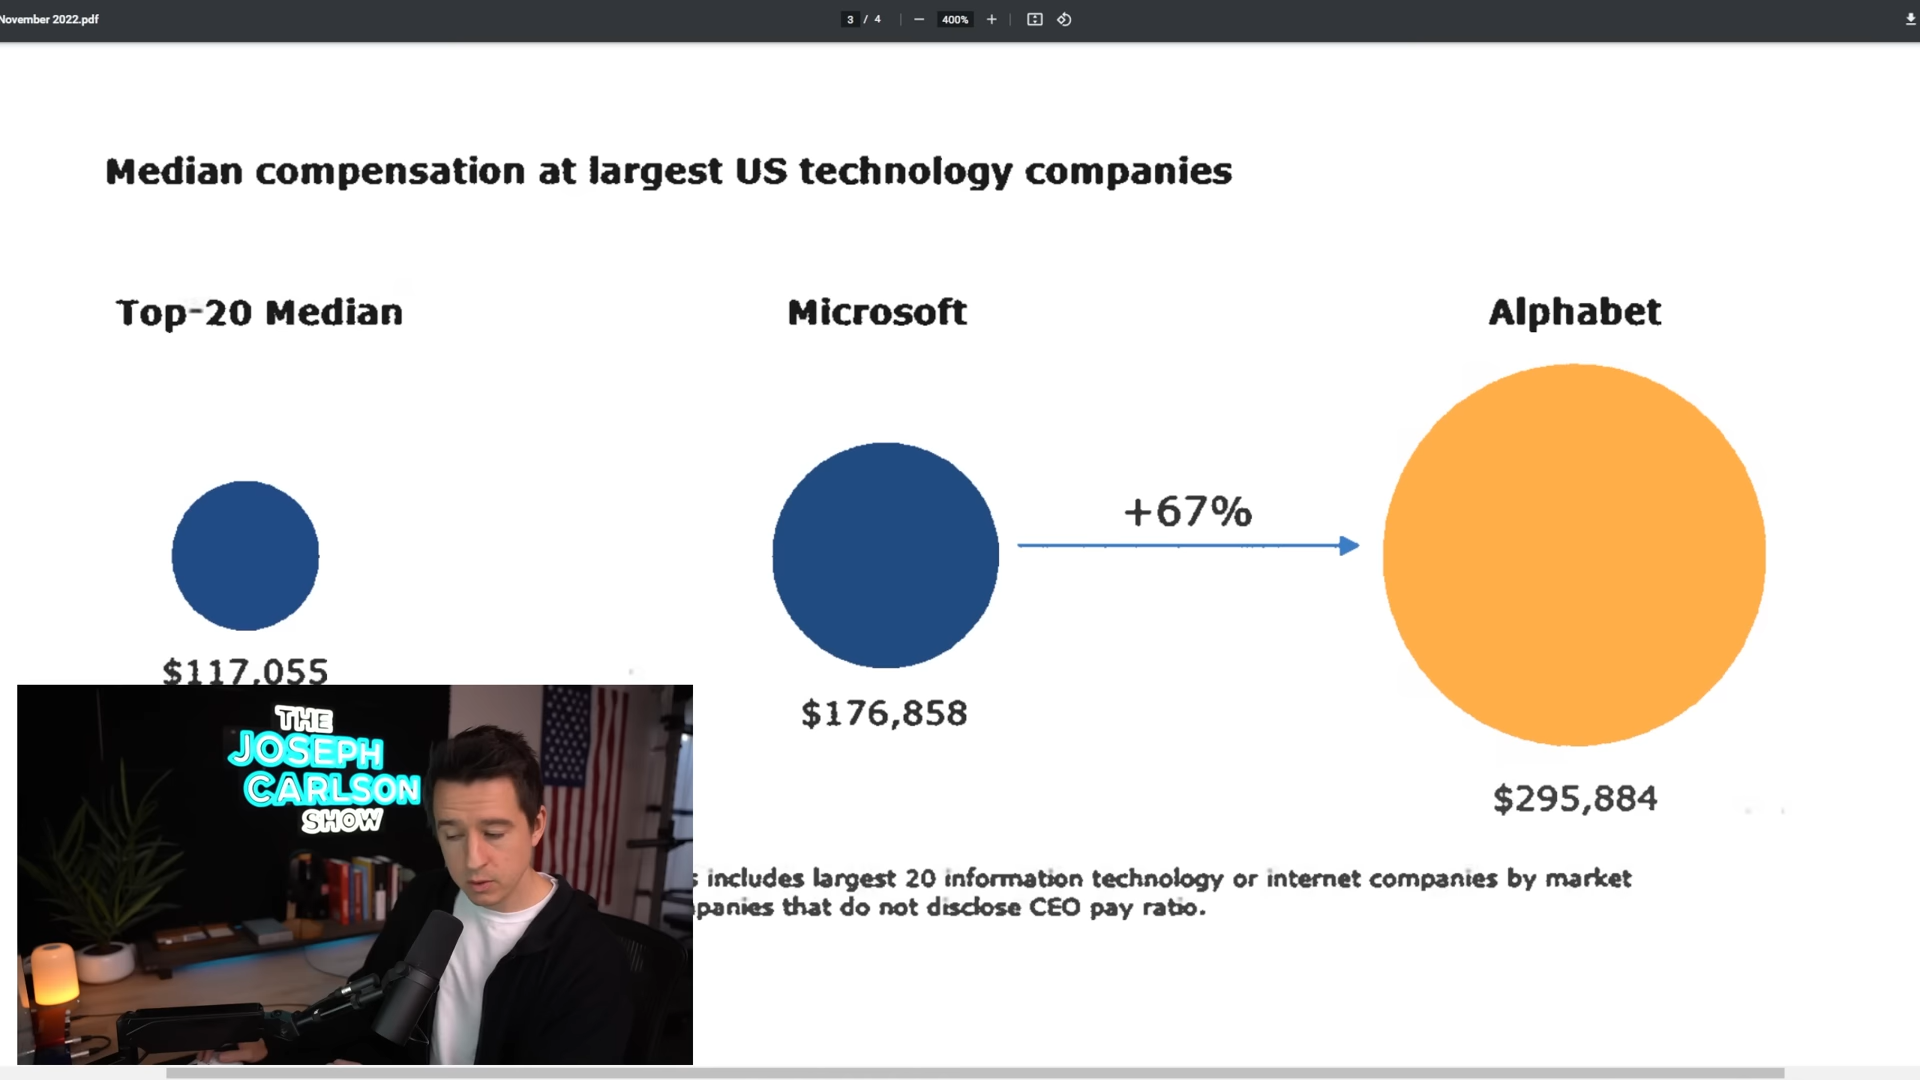 November 2022.pdf
3 / 4
400%
Median compensation at largest US technology companies
Top-20 Median
Microsoft
Alphabet
+67%
$117,055
$176,858
$295,884
THE
JOSEPH
CARLSON
SHOW
includes largest 20 information technology or internet companies by market
panies that do not disclose CEO pay ratio.